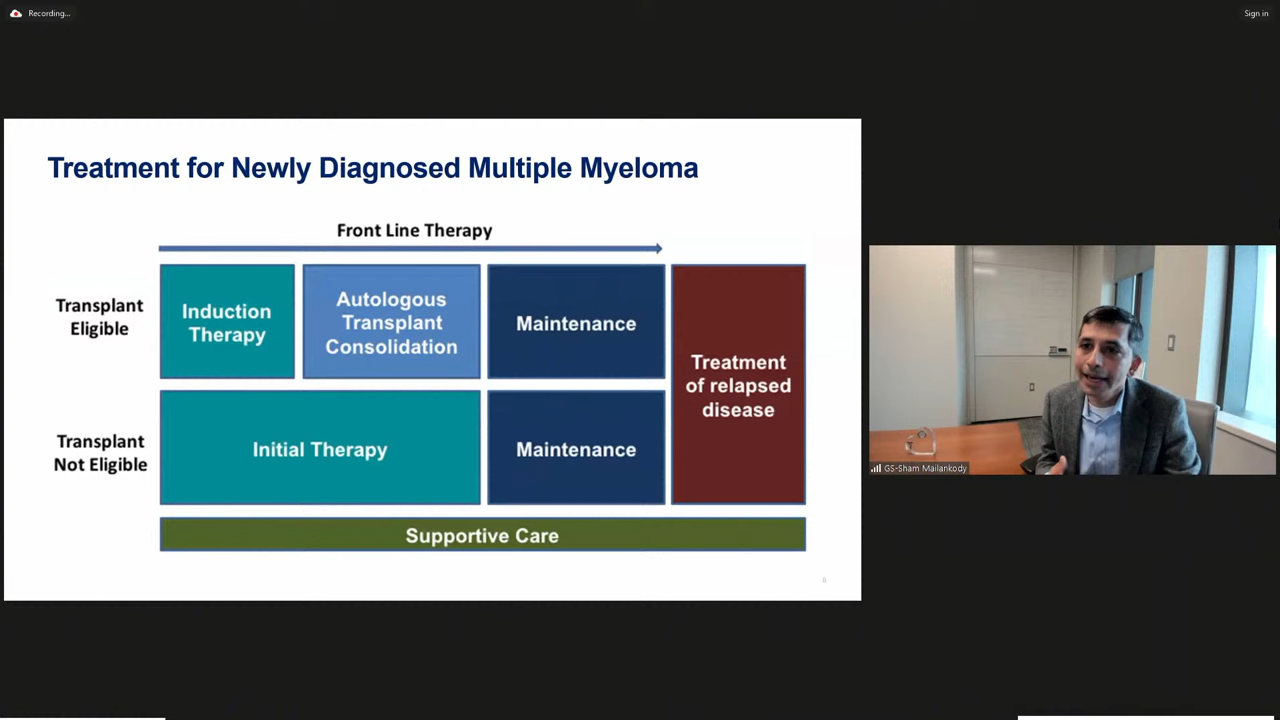 Recording...
Sign in
Treatment for Newly Diagnosed Multiple Myeloma
Front Line Therapy
Transplant
Eligible
Induction
Therapy
Autologous
Transplant
Consolidation
Maintenance
Treatment
of relapsed
disease
Transplant
Not Eligible
Initial Therapy
Maintenance
Supportive Care
8
GS-Sham Mailankody